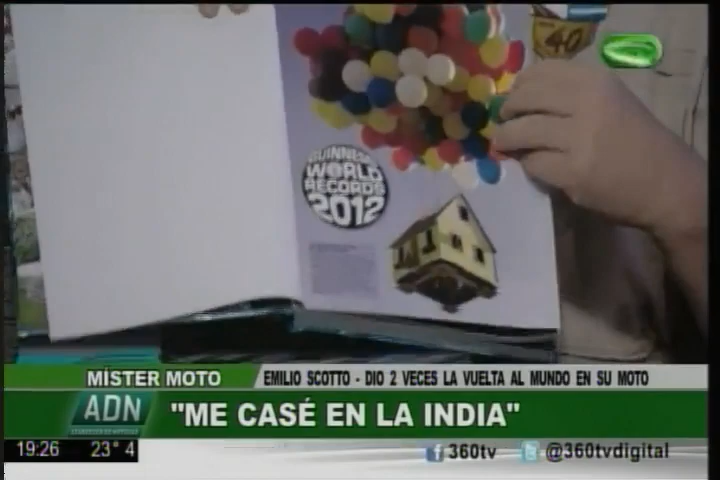 40
GUINNESS
WORLD
RECORDS
2012
MÍSTER MOTO
EMILIO SCOTTO - DIO 2 VECES LA VUELTA AL MUNDO EN SU MOTO
ADN
"ME CASÉ EN LA INDIA"
19:26 23° 4
360tv @360tvdigital